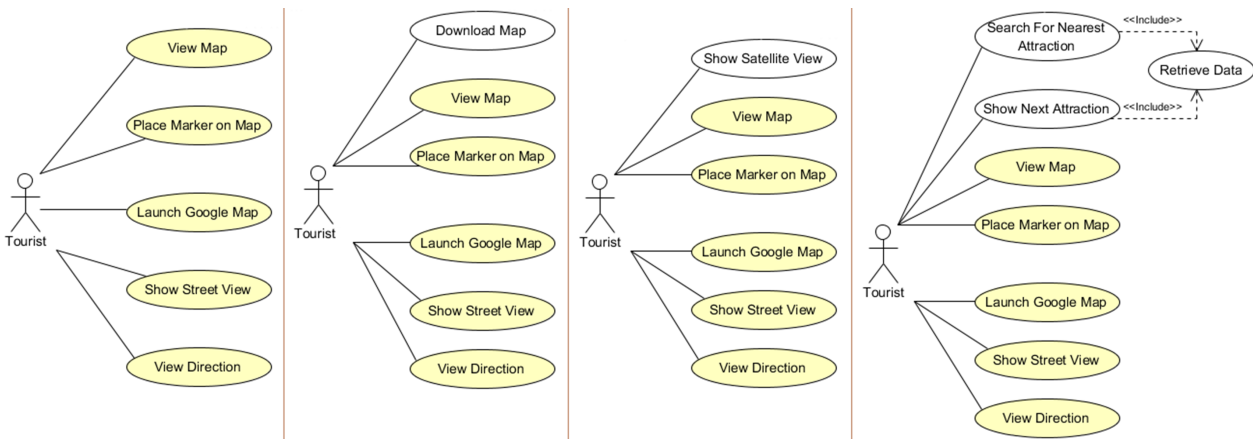 View Map
Place Marker on Map
Launch Google Map
Tourist
Show Street View
View Direction
Download Map
View Map
Place Marker on Map
Tourist
Launch Google Map
Show Street View
View Direction
Show Satellite View
View Map
Place Marker on Map
Tourist
Launch Google Map
Show Street View
View Direction
Search For Nearest
Attraction
<<Include>>
Retrieve Data
Show Next Attraction
<<Include>>
View Map
Place Marker on Map
Tourist
Launch Google Map
Show Street View
View Direction